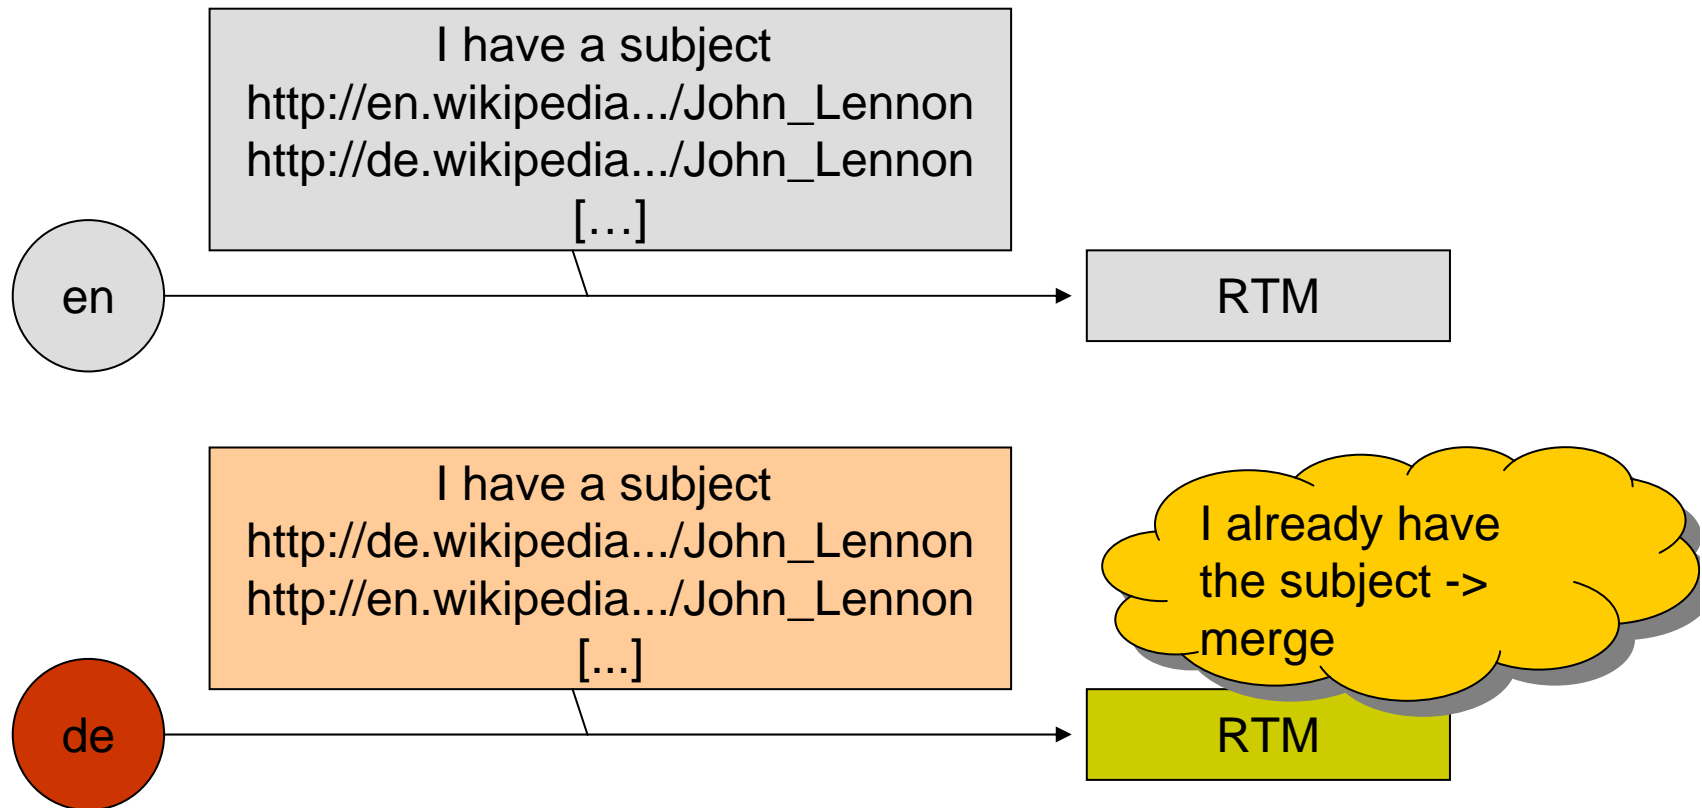 I have a subject
http://en.wikipedia.../John_Lennon
http://de.wikipedia.../John_Lennon
[…]
en
RTM
I have a subject
http://de.wikipedia.../John_Lennon
http://en.wikipedia.../John_Lennon
[...]
I already have
the subject ->
merge
de
RTM